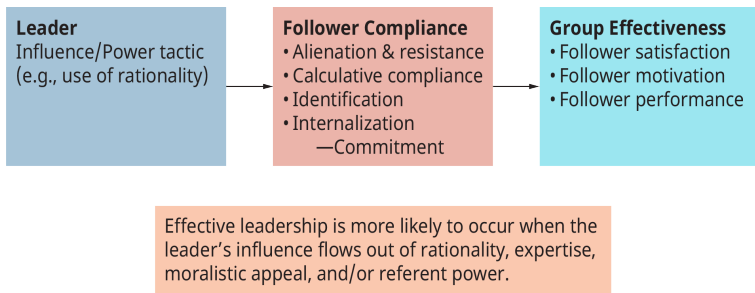 Leader
Influence/Power tactic
(e.g., use of rationality)
Follower Compliance
• Alienation & resistance
• Calculative compliance
• Identification
• Internalization
—Commitment
Group Effectiveness
• Follower satisfaction
• Follower motivation
• Follower performance
Effective leadership is more likely to occur when the
leader’s influence flows out of rationality, expertise,
moralistic appeal, and/or referent power.